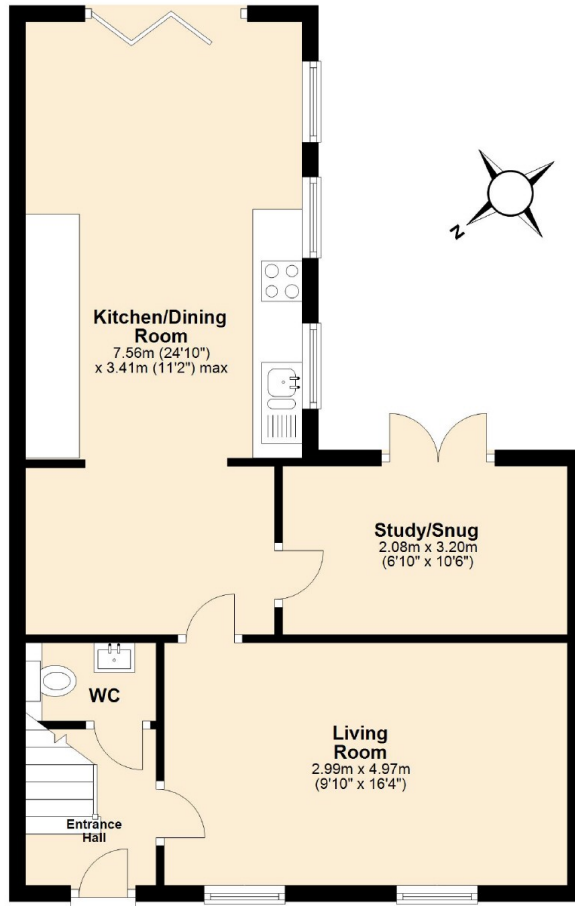 Kitchen/Dining
Room
7.56m (24'10")
x 3.41m (11'2") max
N
Study/Snug
2.08m x 3.20m
(6'10" x 10'6")
WC
Living
Room
2.99m x 4.97m
(9'10" x 16'4")
Entrance
Hall